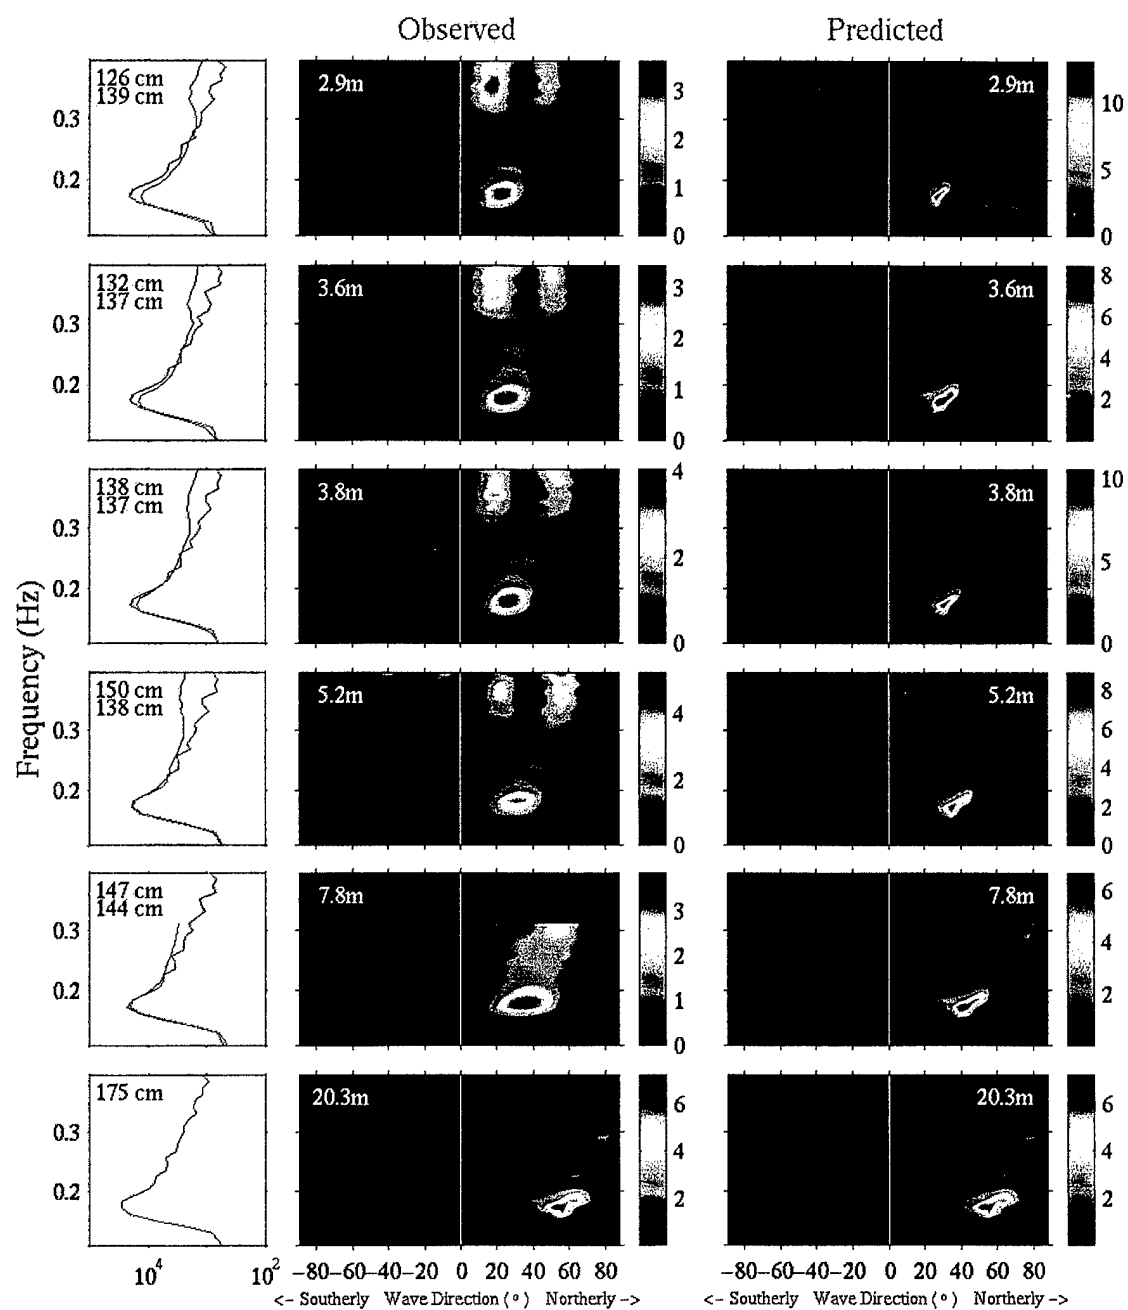 Observed Predicted
126 cm
139 cm
2.9m 2.9m
0.3
0.2
3
2
1
0
10
5
0
132 cm
137 cm
3.6m 3.6m
0.3
0.2
3
2
1
0
8
6
4
2
138 cm
137 cm
3.8m 3.8m
0.3
0.2
4
2
0
10
5
0
Frequency (Hz)
150 cm
138 cm
5.2m 5.2m
0.3
0.2
4
2
0
8
6
4
2
0
147 cm
144 cm
7.8m 7.8m
0.3
0.2
3
2
1
0
6
4
2
175 cm
20.3m 20.3m
0.3
0.2
6
4
2
6
4
2
10^4 10^2 -80 -60 -40 -20 0 20 40 60 80 -80 -60 -40 -20 0 20 40 60 80
<- Southerly Wave Direction (°) Northerly -> <- Southerly Wave Direction (°) Northerly ->